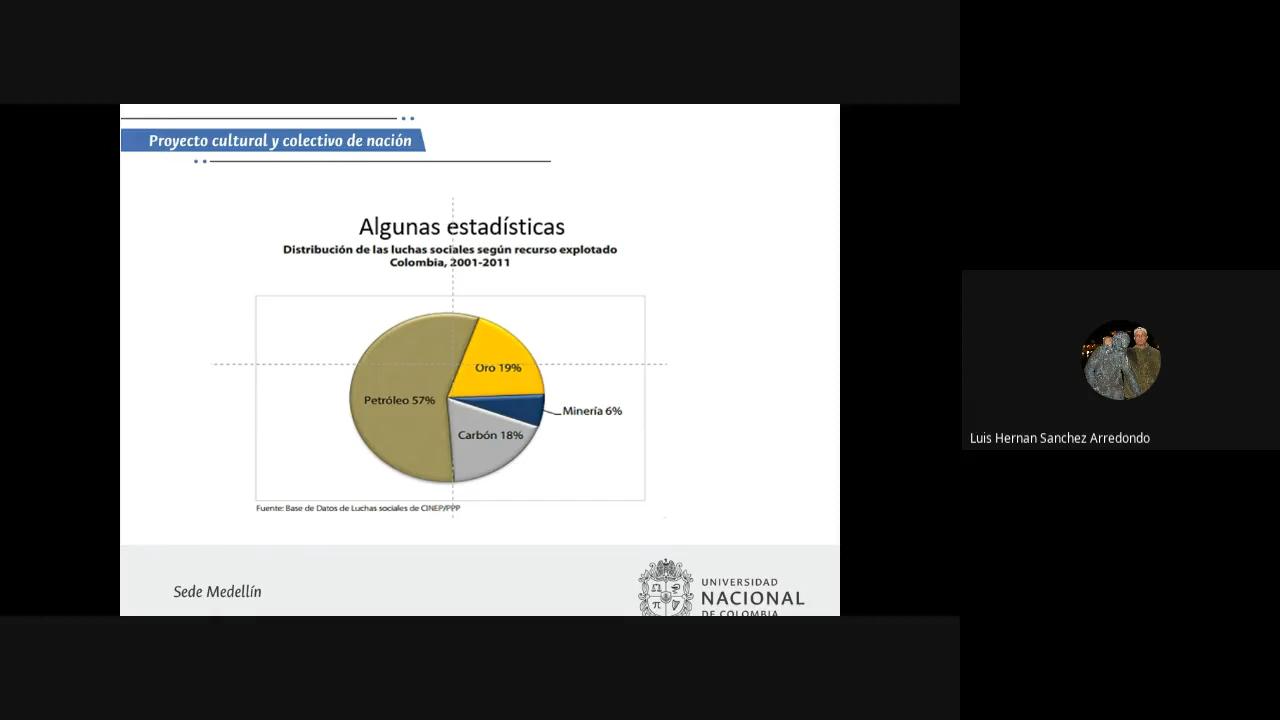 Proyecto cultural y colectivo de nación
Algunas estadísticas
Distribución de las luchas sociales según recurso explotado
Colombia, 2001-2011
Oro 19%
Petróleo 57%
Minería 6%
Carbón 18%
Fuente: Base de Datos de Luchas sociales de CINEP/PPP
Luis Hernan Sanchez Arredondo
Sede Medellín
UNIVERSIDAD
NACIONAL
DE COLOMBIA